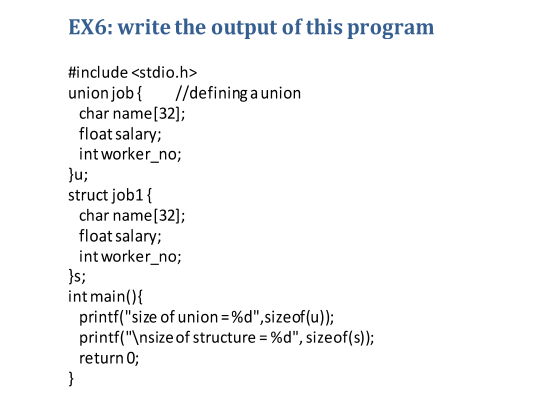 EX6: write the output of this program
#include <stdio.h>
union job { //defining a union
char name[32];
float salary;
int worker_no;
}u;
struct job1 {
char name[32];
float salary;
int worker_no;
}s;
int main(){
printf("size of union = %d",sizeof(u));
printf("\nsize of structure = %d", sizeof(s));
return 0;
}